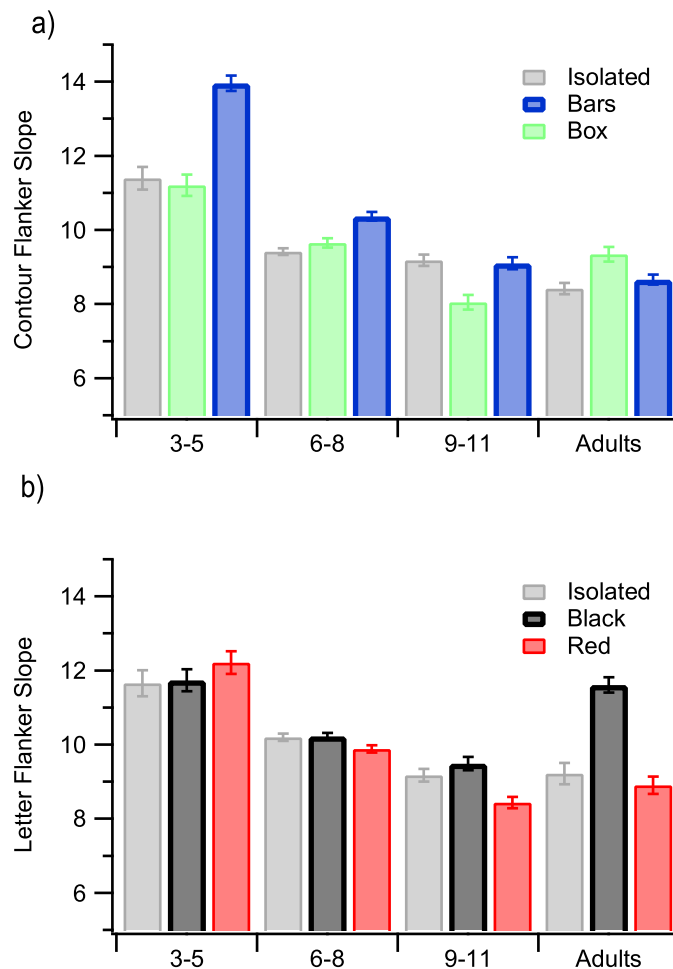 a)
Contour Flanker Slope
14
12
10
8
6
Isolated
Bars
Box
3-5 6-8 9-11 Adults
b)
Letter Flanker Slope
14
12
10
8
6
Isolated
Black
Red
3-5 6-8 9-11 Adults